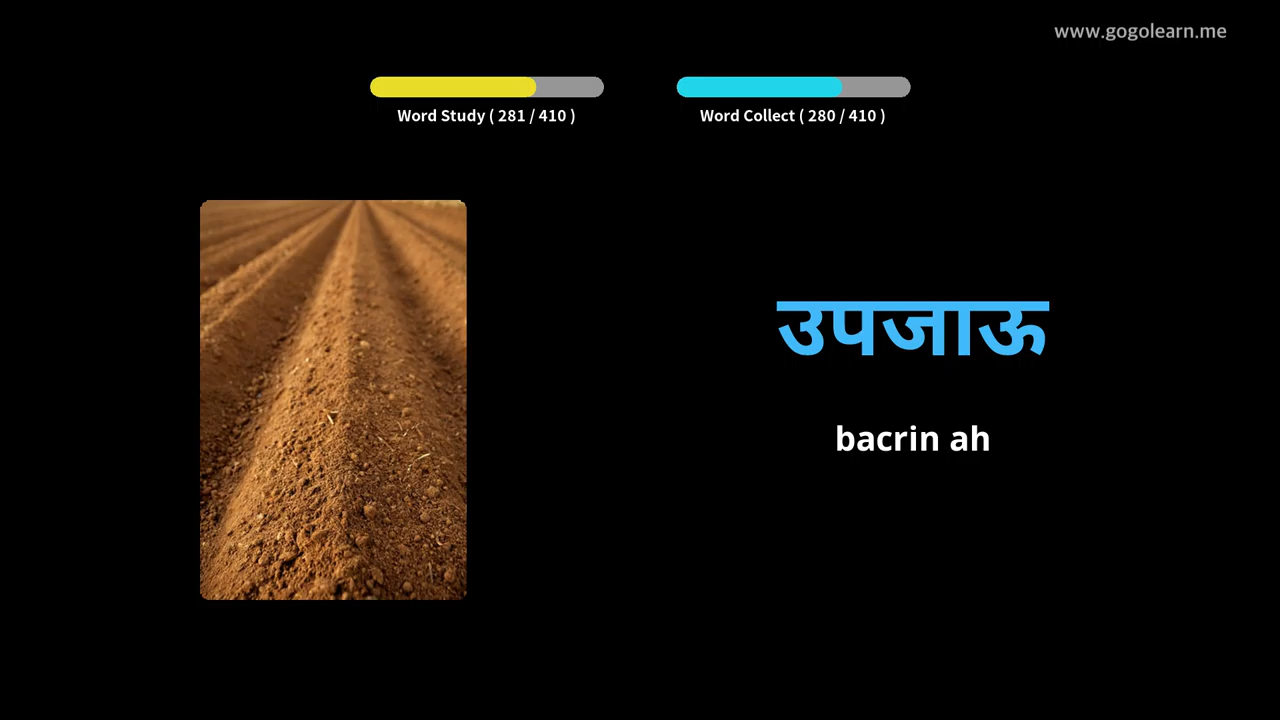 www.gogolearn.me
Word Study ( 281 / 410 )
Word Collect ( 280 / 410 )
उपजाऊ
bacrin ah